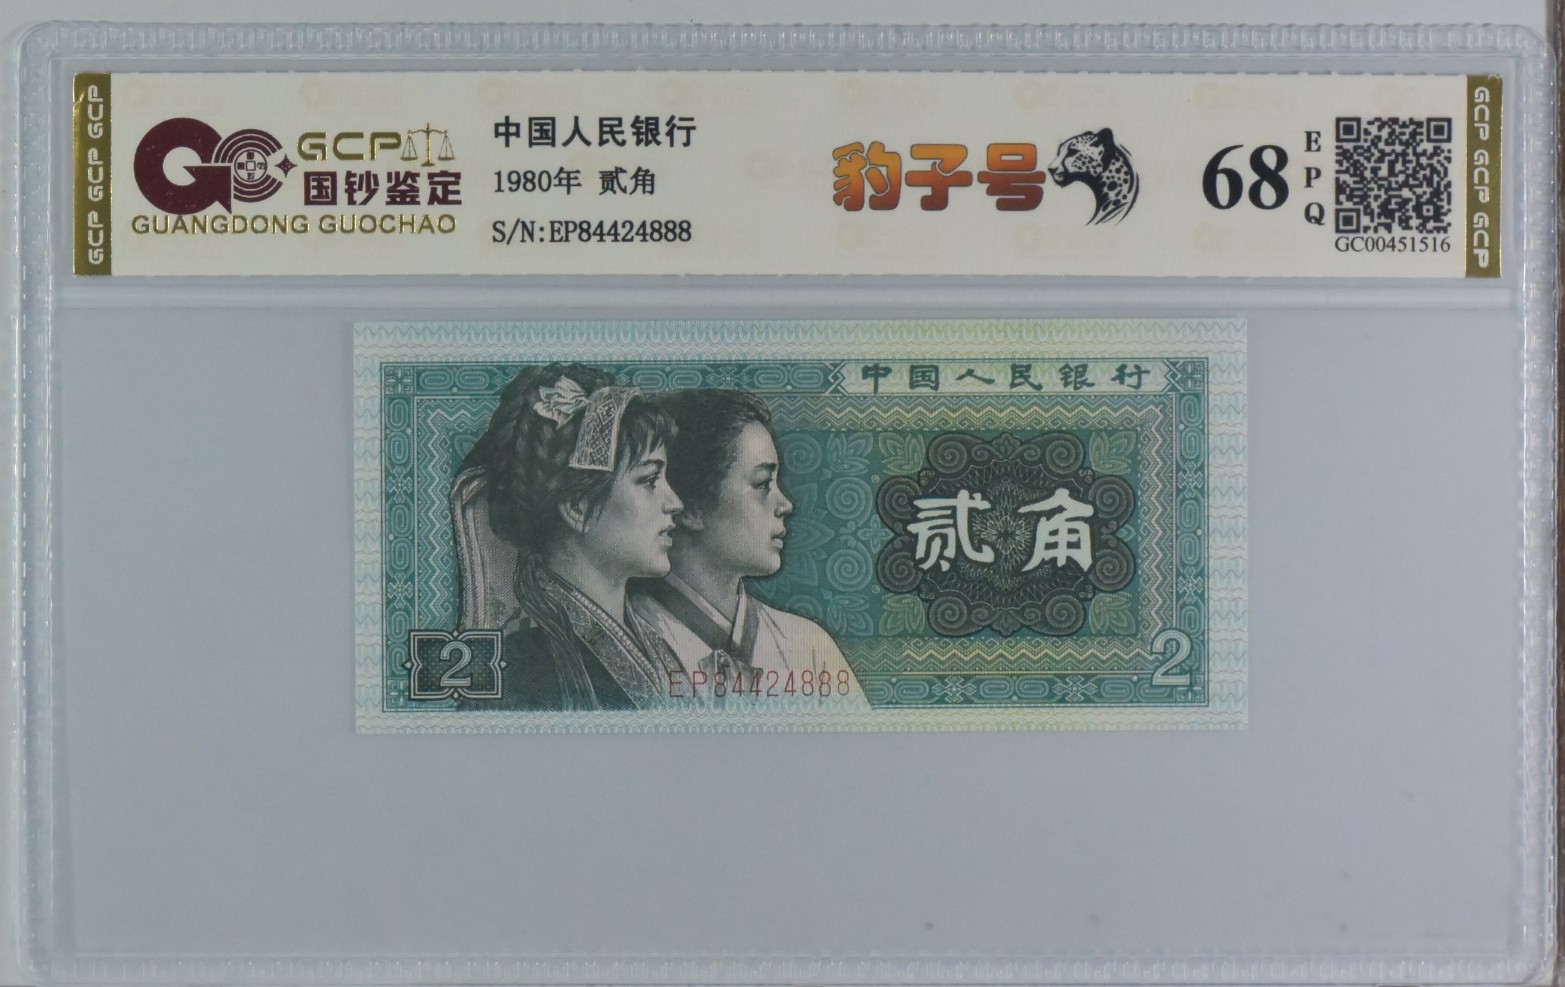 GCP GCP GCP
GCP
国钞鉴定
GUANGDONG GUOCHAO
中国人民银行
1980年 贰角
S/N:EP84424888
豹子号
68
EPQ
GC00451516
GCP GCP GCP
中国人民银行
贰角
2
EP84424888
2